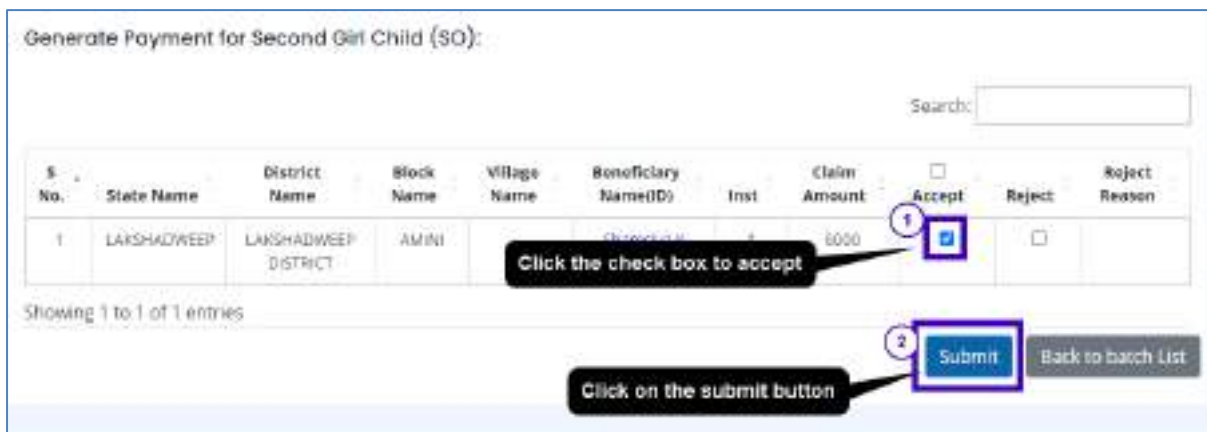 Generate Payment for Second Girl Child (SO):
Search:
S No. State Name District Name Block Name Village Name Beneficiary Name(ID) Inst Claim Amount Accept Reject Reject Reason
1 LAKSHADWEEP LAKSHADWEEP DISTRICT AMINI 6000
1
Click the check box to accept
Showing 1 to 1 of 1 entries
2
Submit Back to batch List
Click on the submit button